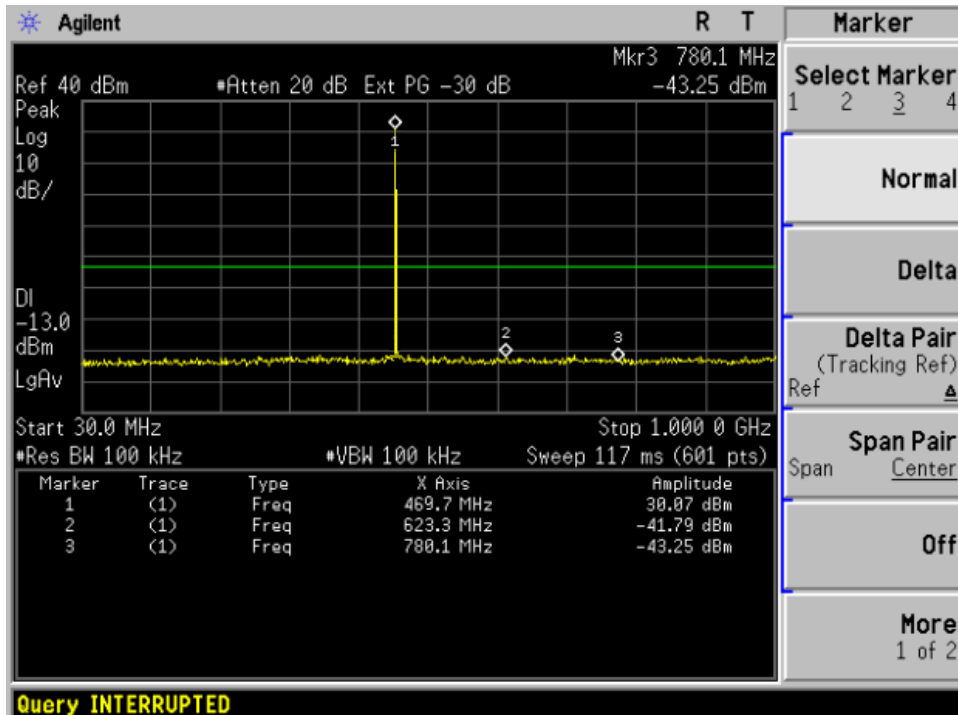 Agilent R T
Mkr3 780.1 MHz
Ref 40 dBm #Atten 20 dB Ext PG -30 dB -43.25 dBm
Peak
Log
10
dB/
1
DI
-13.0
dBm
LgAv
2
3
Start 30.0 MHz Stop 1.000 0 GHz
#Res BW 100 kHz #VBW 100 kHz Sweep 117 ms (601 pts)
Marker Trace Type X Axis Amplitude
1 (1) Freq 469.7 MHz 30.07 dBm
2 (1) Freq 623.3 MHz -41.79 dBm
3 (1) Freq 780.1 MHz -43.25 dBm
Query INTERRUPTED
Marker
Select Marker
1 2 3 4
Normal
Delta
Delta Pair
(Tracking Ref)
Ref Δ
Span Pair
Span Center
Off
More
1 of 2